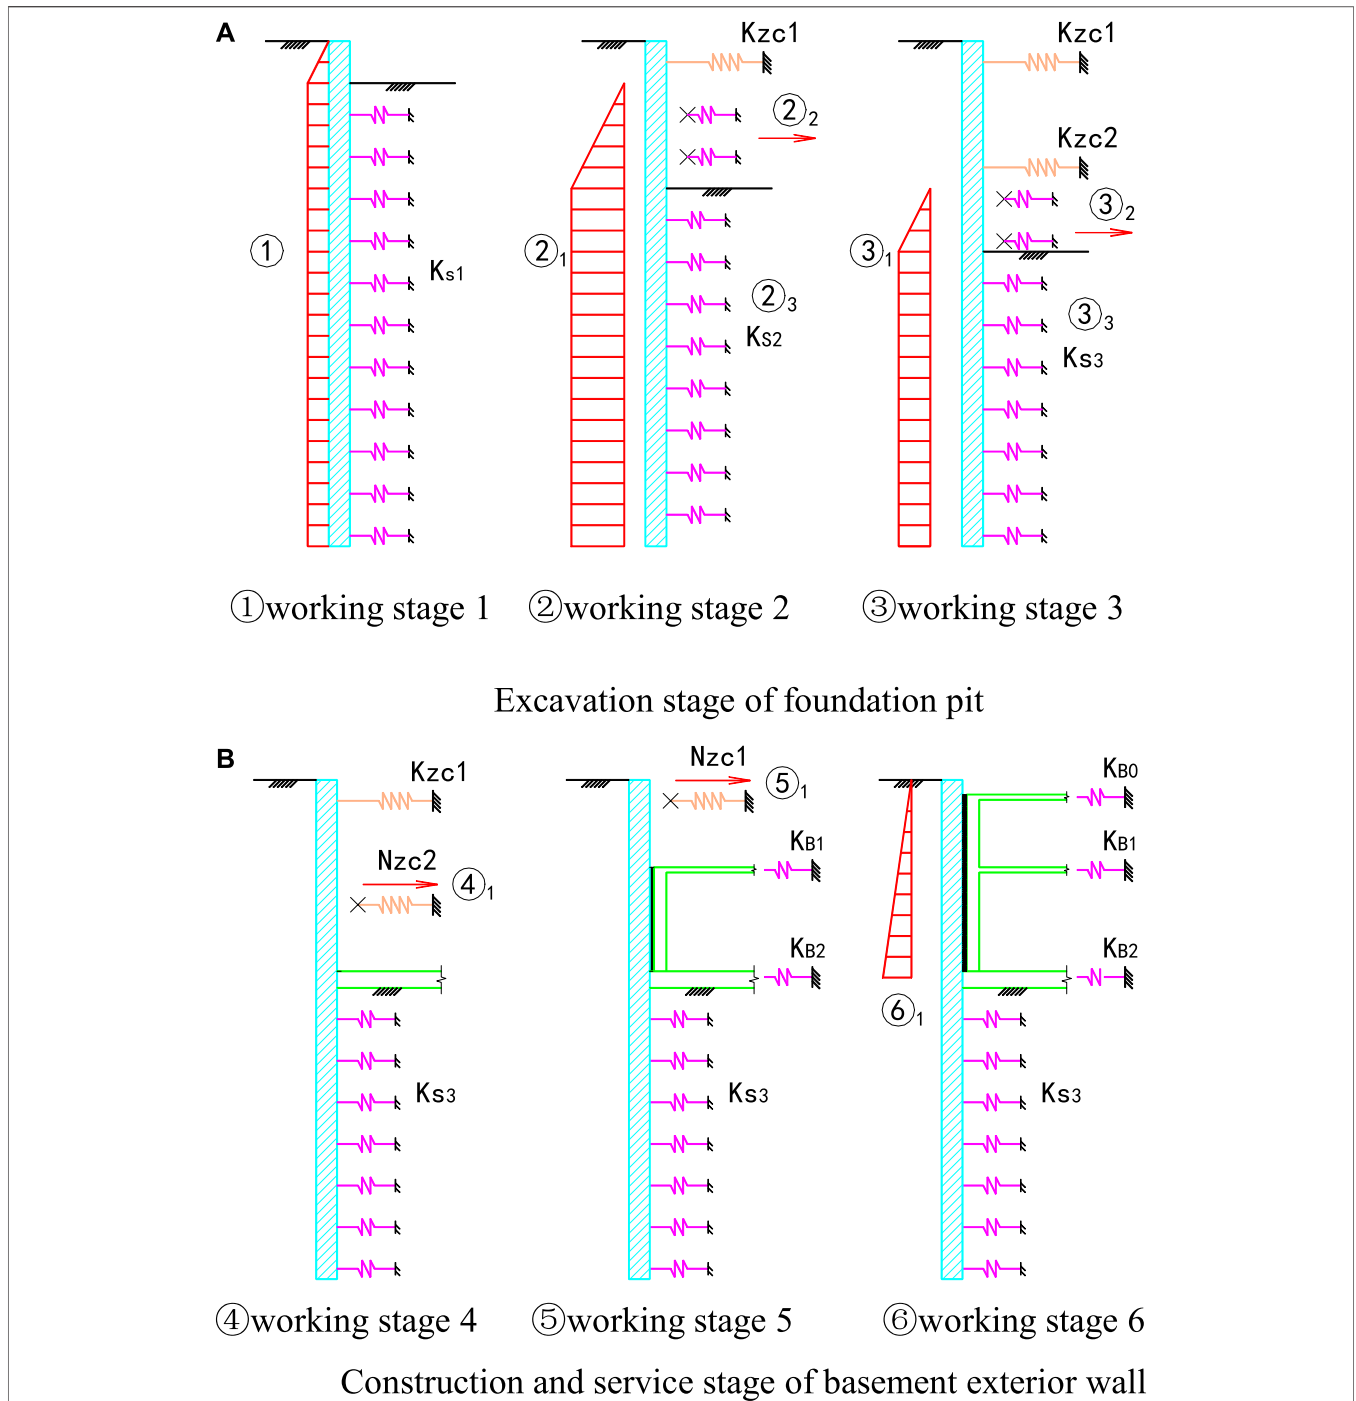 A
Kzc1
Kzc1
②₂
Kzc2
③₂
①
②₁
③₁
Ks1
②₃
③₃
KS2
Ks3
①working stage 1
②working stage 2
③working stage 3
Excavation stage of foundation pit
B
Kzc1
Nzc1
⑤₁
KB0
KB1
KB1
Nzc2
④₁
KB2
KB2
⑥₁
Ks3
Ks3
Ks3
④working stage 4
⑤working stage 5
⑥working stage 6
Construction and service stage of basement exterior wall